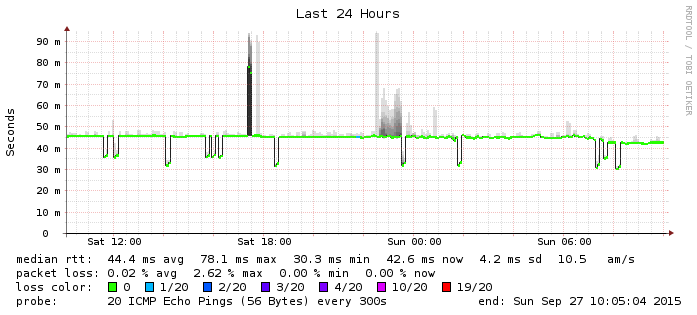 Last 24 Hours
RRDTOOL / TOBI OETIKER
Seconds
90 m
80 m
70 m
60 m
50 m
40 m
30 m
20 m
10 m
0
Sat 12:00 Sat 18:00 Sun 00:00 Sun 06:00
median rtt: 44.4 ms avg 78.1 ms max 30.3 ms min 42.6 ms now 4.2 ms sd 10.5 am/s
packet loss: 0.02 % avg 2.62 % max 0.00 % min 0.00 % now
loss color: 0 1/20 2/20 3/20 4/20 10/20 19/20
probe: 20 ICMP Echo Pings (56 Bytes) every 300s end: Sun Sep 27 10:05:04 2015